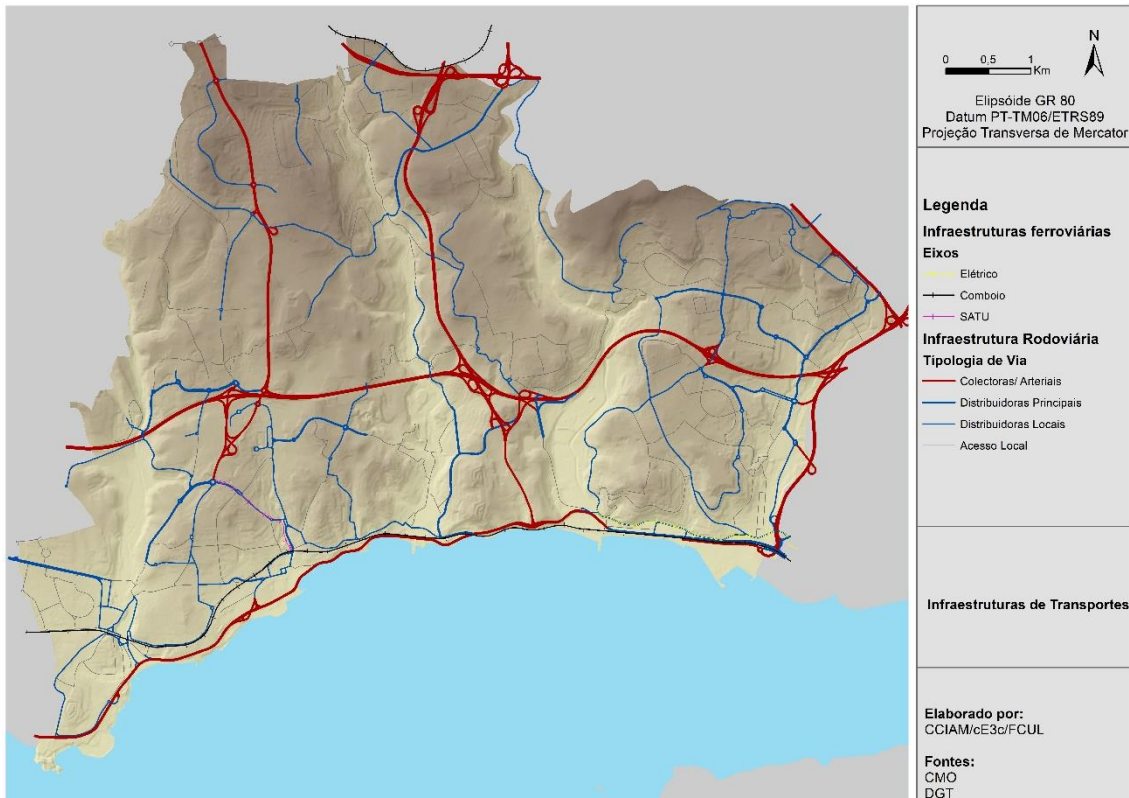 N
0 0,5 1
Km
Elipsóide GR 80
Datum PT-TM06/ETRS89
Projeção Transversa de Mercator
Legenda
Infraestruturas ferroviárias
Eixos
Elétrico
Comboio
SATU
Infraestrutura Rodoviária
Tipologia de Via
Colectoras/ Arteriais
Distribuidoras Principais
Distribuidoras Locais
Acesso Local
Infraestruturas de Transportes
Elaborado por:
CCIAM/cE3c/FCUL
Fontes:
CMO
DGT